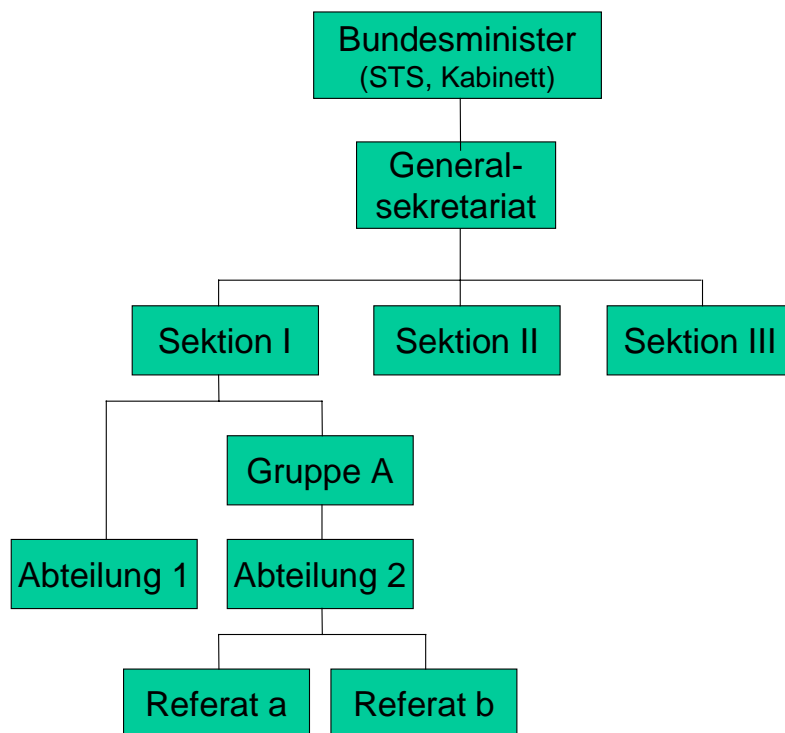 Bundesminister
(STS, Kabinett)
General-
sekretariat
Sektion I
Sektion II
Sektion III
Gruppe A
Abteilung 1
Abteilung 2
Referat a
Referat b